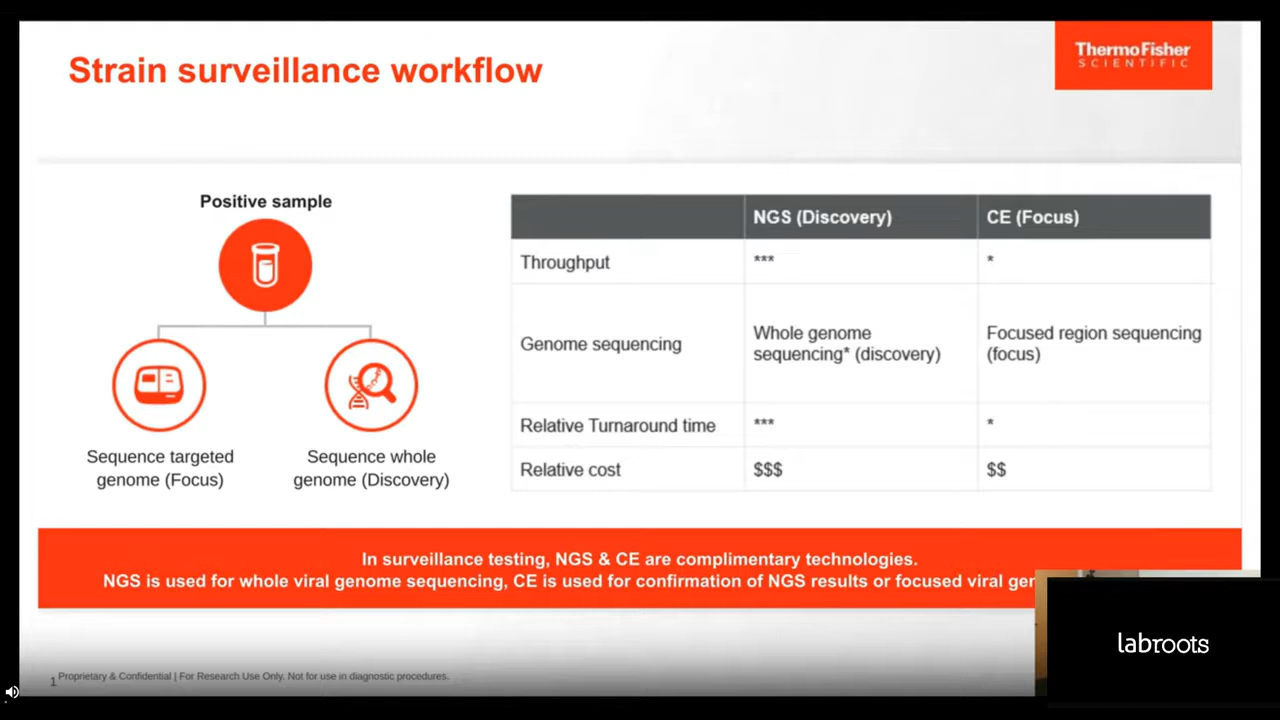 Strain surveillance workflow
ThermoFisher
SCIENTIFIC
Positive sample
Sequence targeted
genome (Focus)
Sequence whole
genome (Discovery)
NGS (Discovery)
CE (Focus)
Throughput
***
*
Genome sequencing
Whole genome
sequencing* (discovery)
Focused region sequencing
(focus)
Relative Turnaround time
***
*
Relative cost
$$$
$$
In surveillance testing, NGS & CE are complimentary technologies.
NGS is used for whole viral genome sequencing, CE is used for confirmation of NGS results or focused viral
labroots
1
Proprietary & Confidential | For Research Use Only. Not for use in diagnostic procedures.